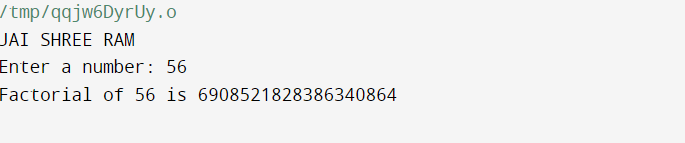 /tmp/qqjw6DyrUy.o
JAI SHREE RAM
Enter a number: 56
Factorial of 56 is 6908521828386340864